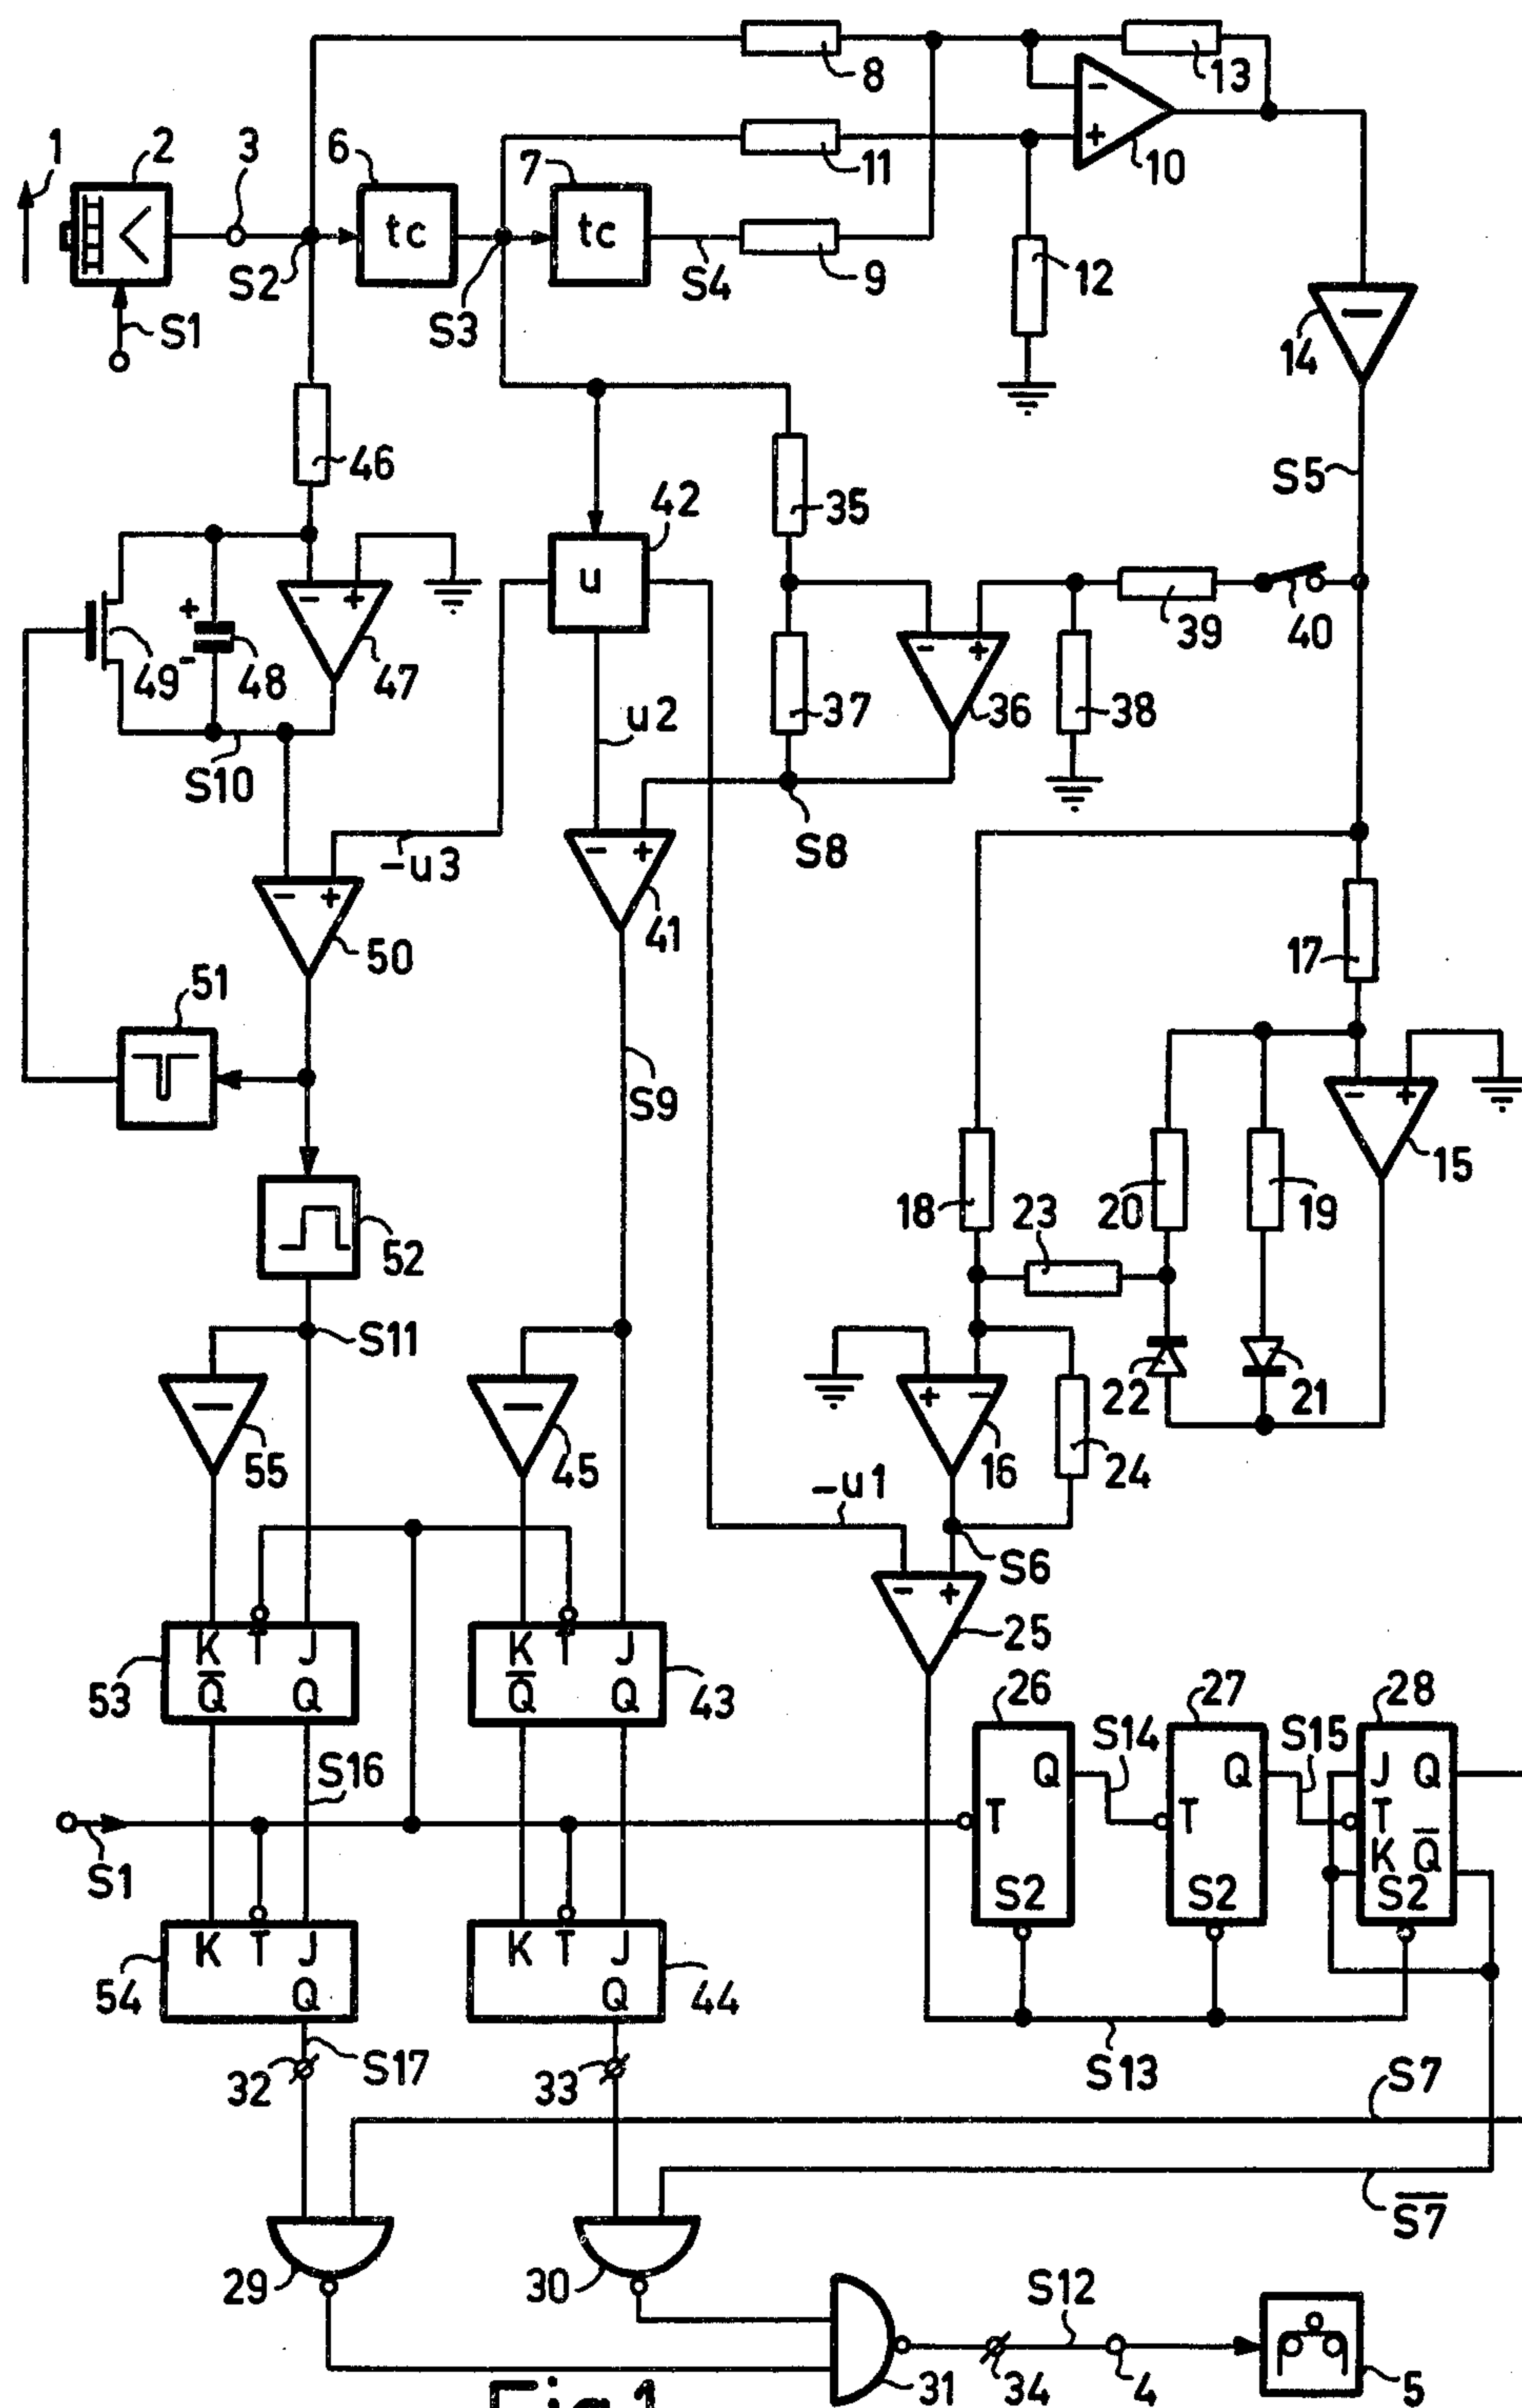 8
13
- +
10
11
1 2 3 6 7
tc tc
S2 S3 S4 9 12
S1
14
46 42 35 S5
u
- +
49 48 47
+ -
37
- +
36 38 39 40
u2
S10
-u3
S8
- +
50
- +
41
17
51
S9
- +
15
52
18 23 20 19
S11
22 21
55 45
+ -
16 24
-u1
S6
- +
25
K T J
Q̅ Q
53
K T J
Q̅ Q
43
26 27 28
S14 S15
Q
T
S2
Q
T
S2
J Q
T
K Q̅
S2
S16
S1
K T J
Q
54
K T J
Q
44
S13
32 S17 33
S7
S̅7̅
29 30
S12
31 34 4 5